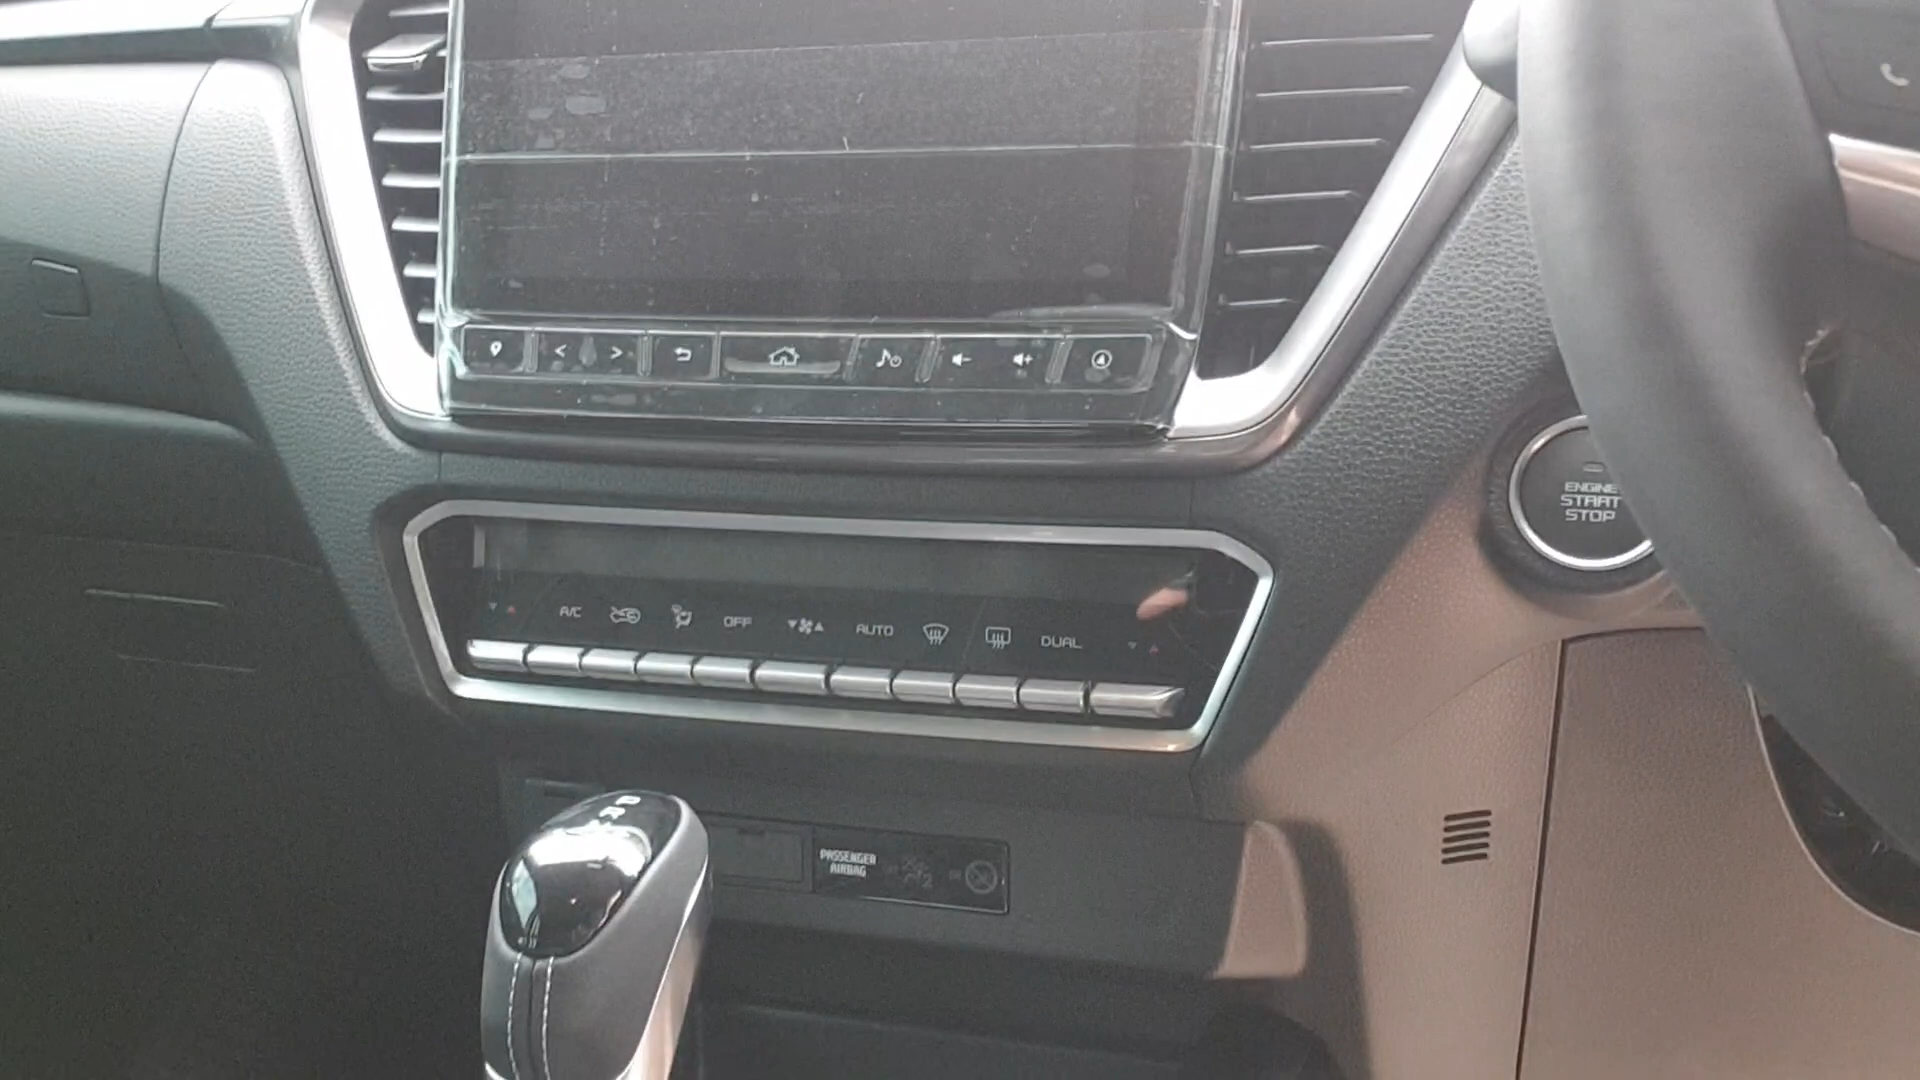 ENGINE
START
STOP
A/C
OFF
AUTO
DUAL
P
R
PASSENGER
AIRBAG